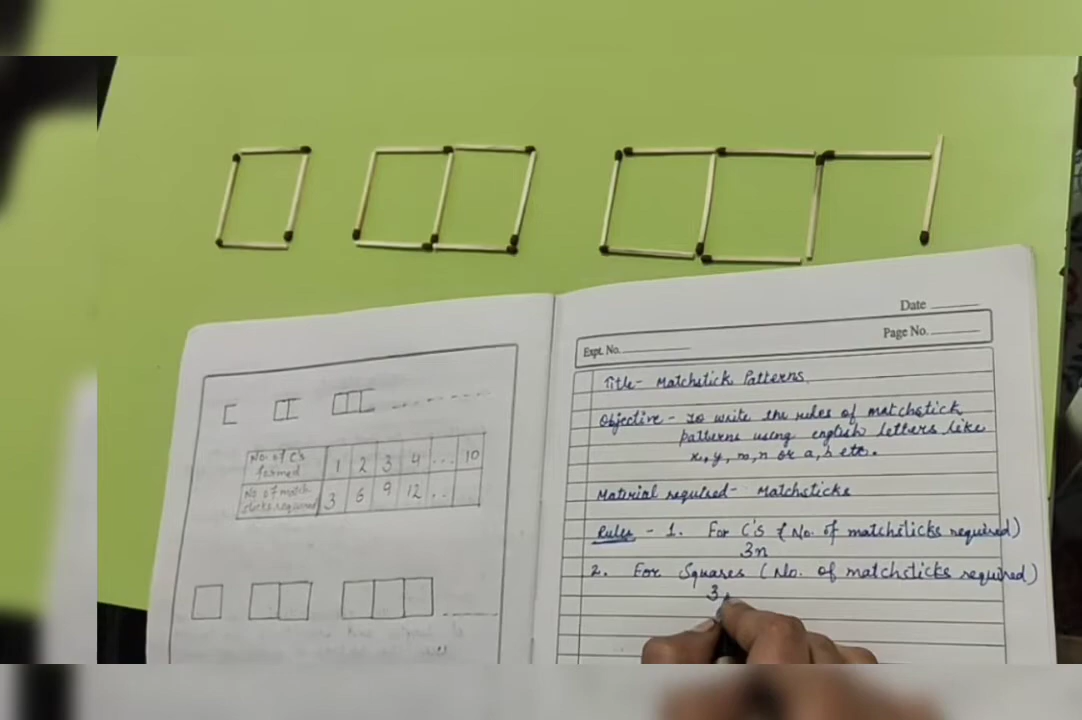 No. of C's formed 1 2 3 4 ... 10
No of match sticks required 3 6 9 12 ..
Date
Page No.
Expt. No.
Title- Matchstick Patterns.
Objective - To write the rules of matchstick
patterns using english letters like
x, y, m, n or a, b etc.
Material required- Matchsticks
Rules - 1. For C's { No. of matchsticks required)
3n
2. For Squares (No. of matchsticks required)
3